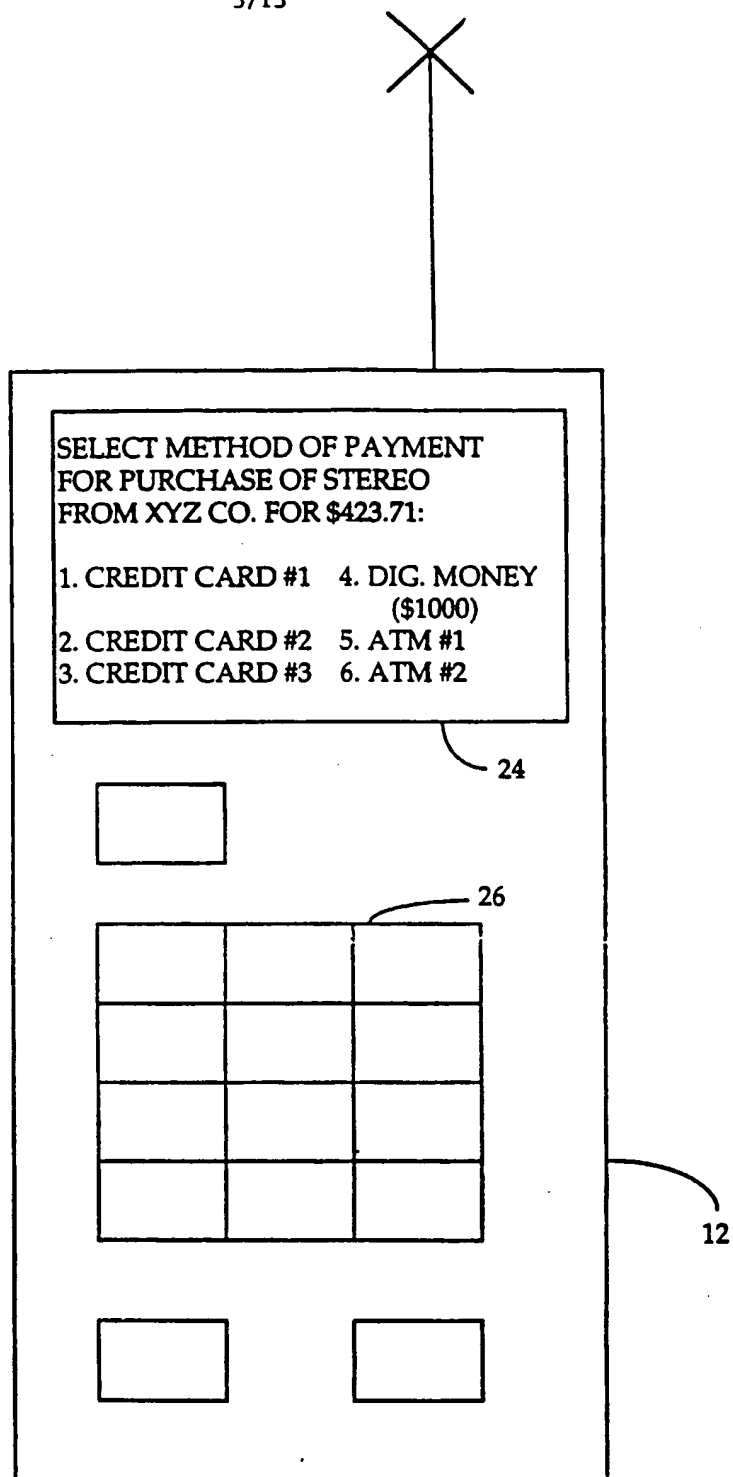 SELECT METHOD OF PAYMENT
FOR PURCHASE OF STEREO
FROM XYZ CO. FOR $423.71:
1. CREDIT CARD #1 4. DIG. MONEY
($1000)
2. CREDIT CARD #2 5. ATM #1
3. CREDIT CARD #3 6. ATM #2
24
26
12